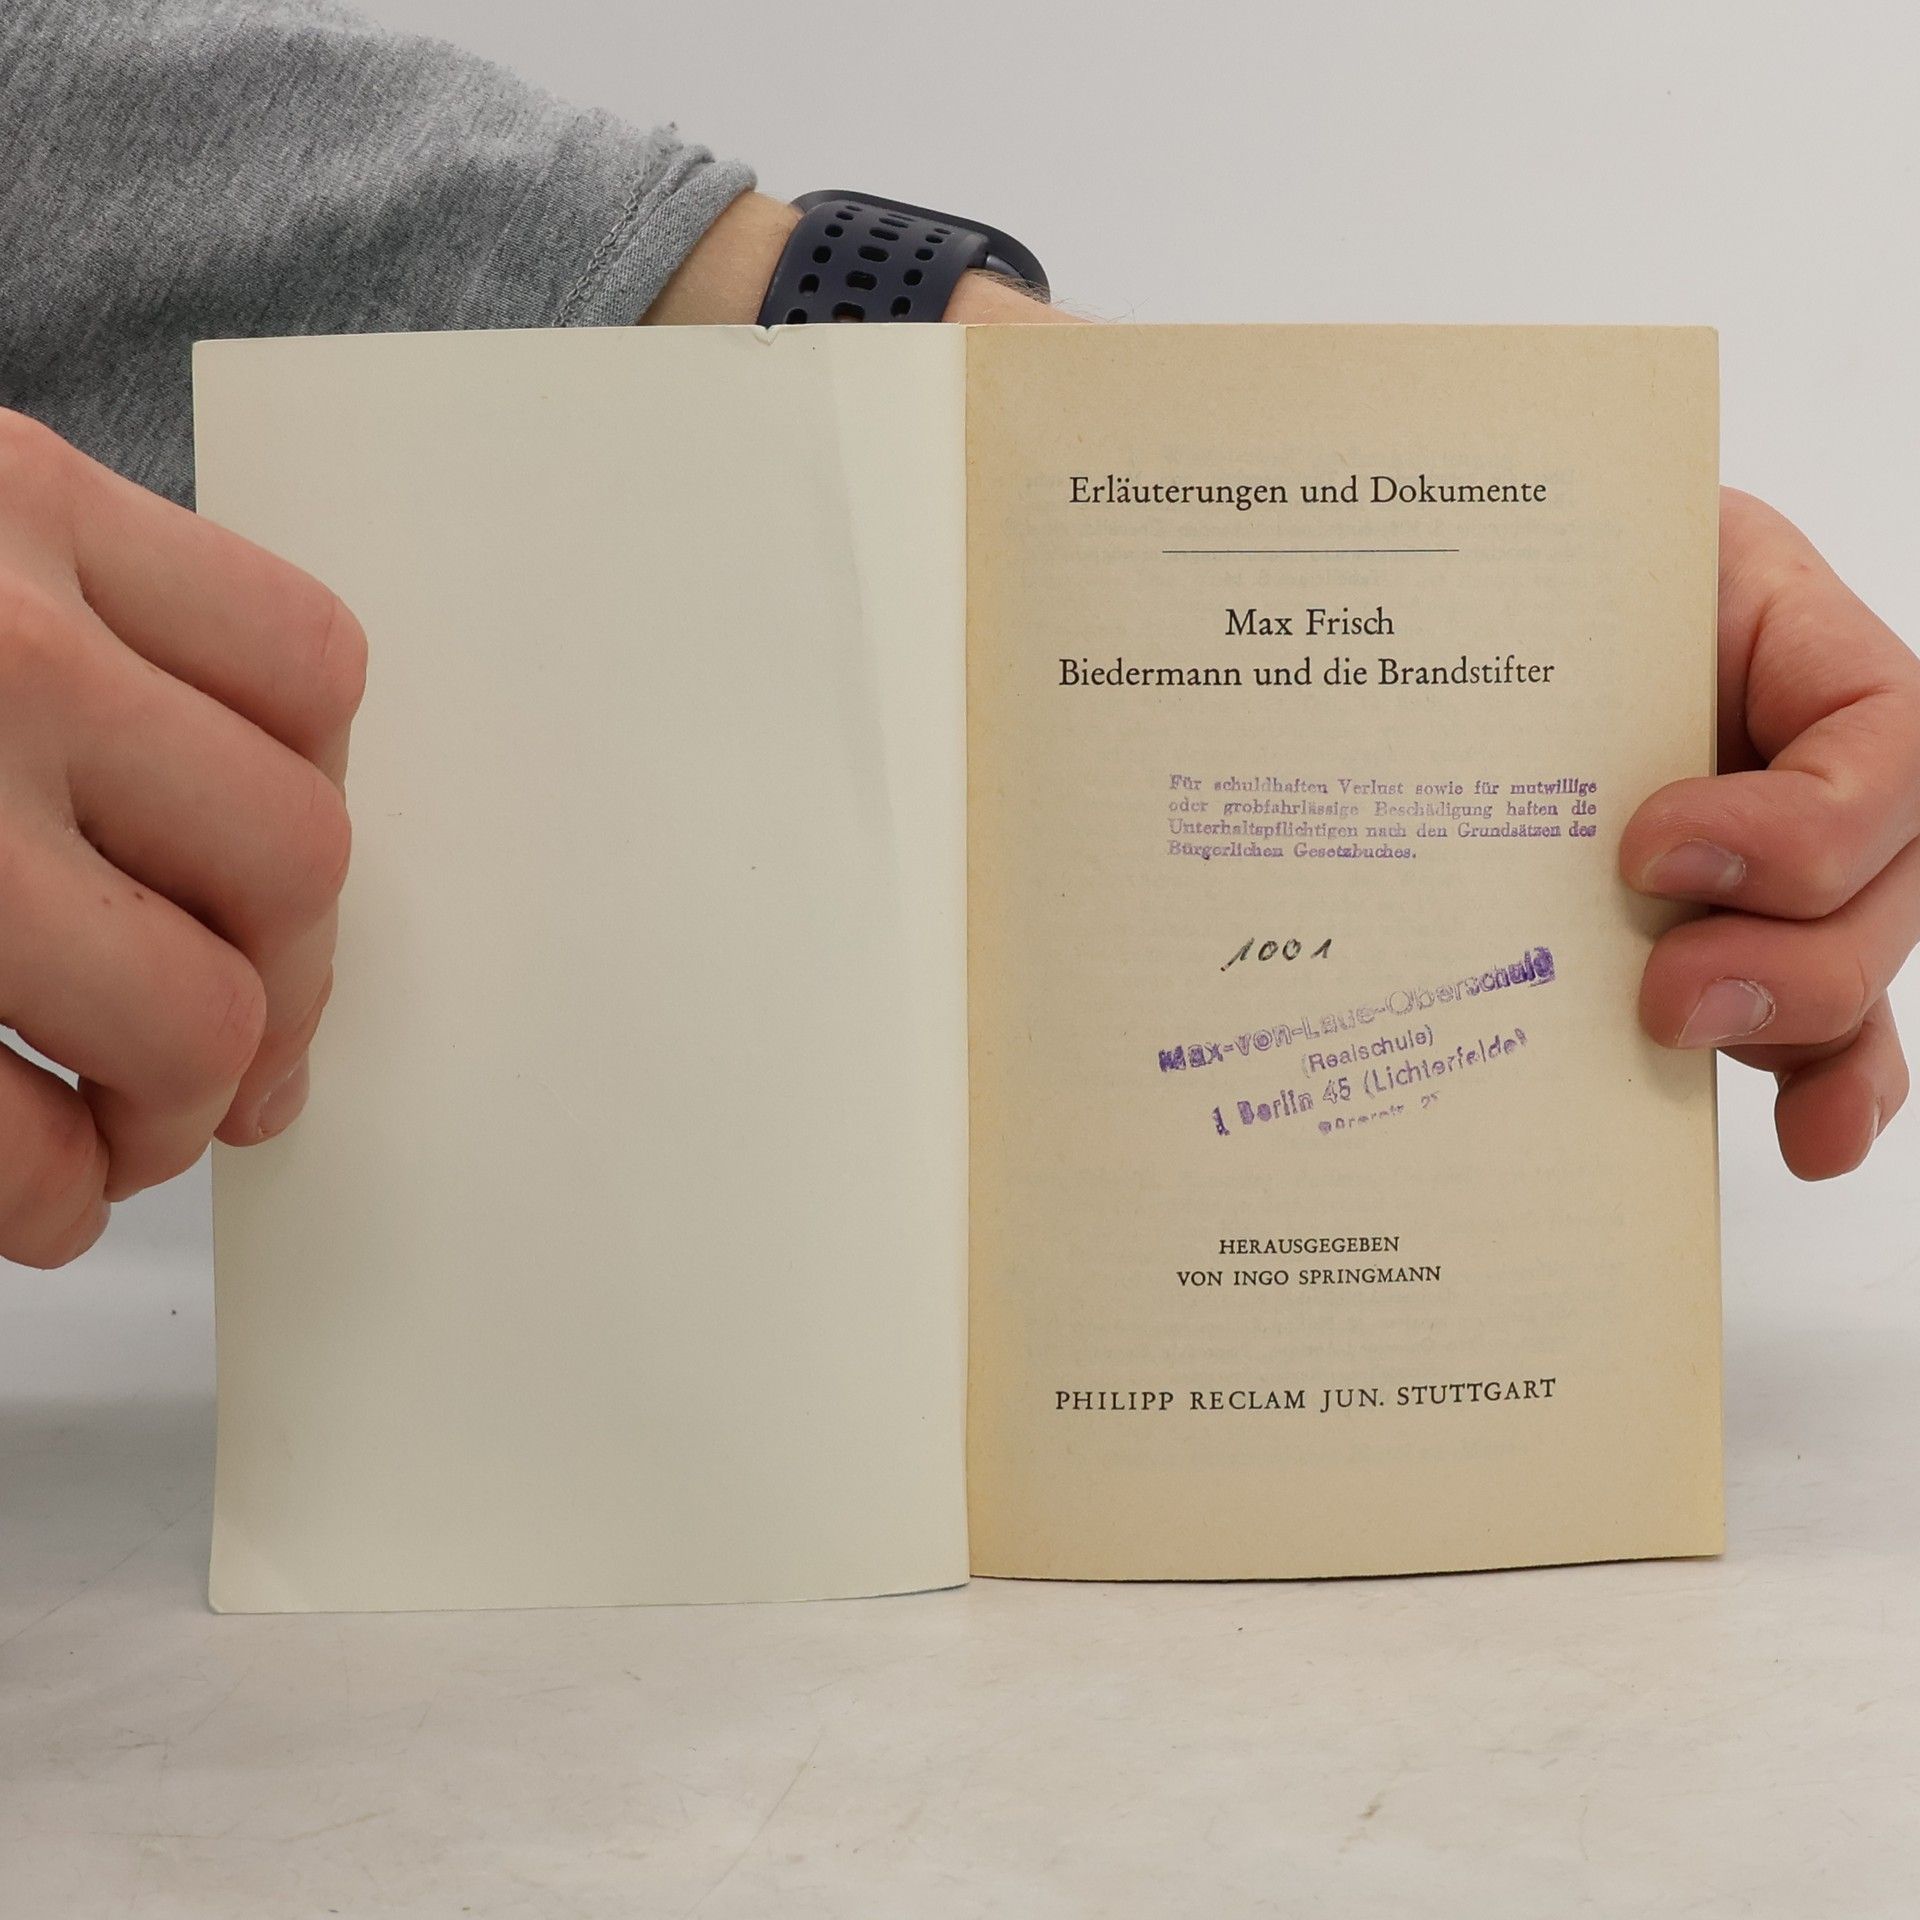 Erläuterungen und Dokumente
Max Frisch
Biedermann und die Brandstifter
Für schuldhaften Verlust sowie für mutwillige
oder grobfahrlässige Beschädigung haften die
Unterhaltspflichtigen nach den Grundsätzen des
Bürgerlichen Gesetzbuches.
1001
Max-von-Laue-Oberschule
(Realschule)
1 Berlin 45 (Lichterfelde)
HERAUSGEGEBEN
VON INGO SPRINGMANN
PHILIPP RECLAM JUN. STUTTGART